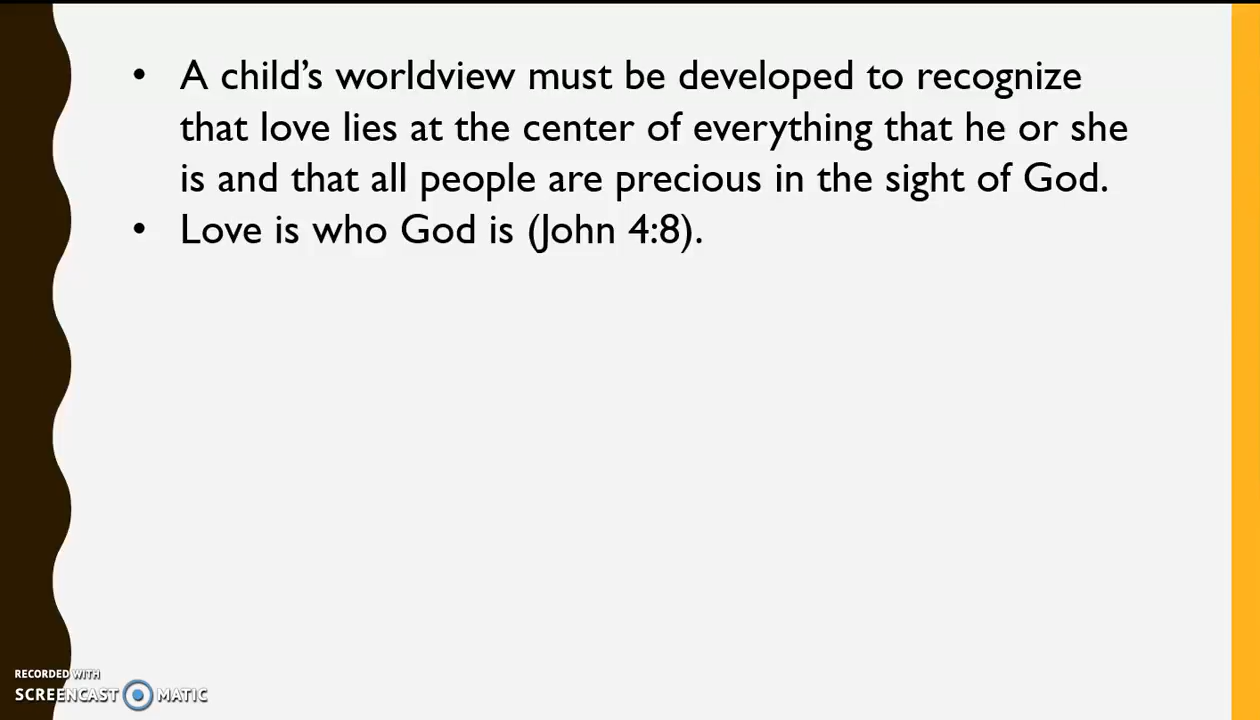 • A child’s worldview must be developed to recognize
that love lies at the center of everything that he or she
is and that all people are precious in the sight of God.
• Love is who God is (John 4:8).
RECORDED WITH
SCREENCAST MATIC